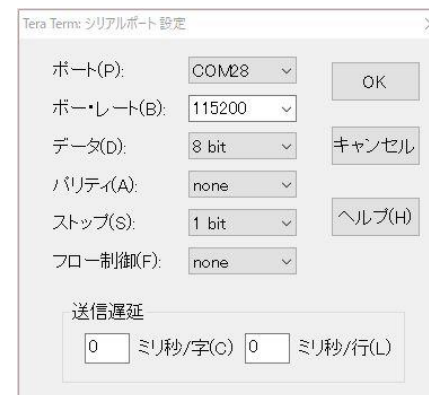 Tera Term: シリアルポート 設定
ポート(P): COM28
OK
ボー・レート(B): 115200
データ(D): 8 bit
キャンセル
パリティ(A): none
ストップ(S): 1 bit
ヘルプ(H)
フロー制御(F): none
送信遅延
0 ミリ秒/字(C) 0 ミリ秒/行(L)